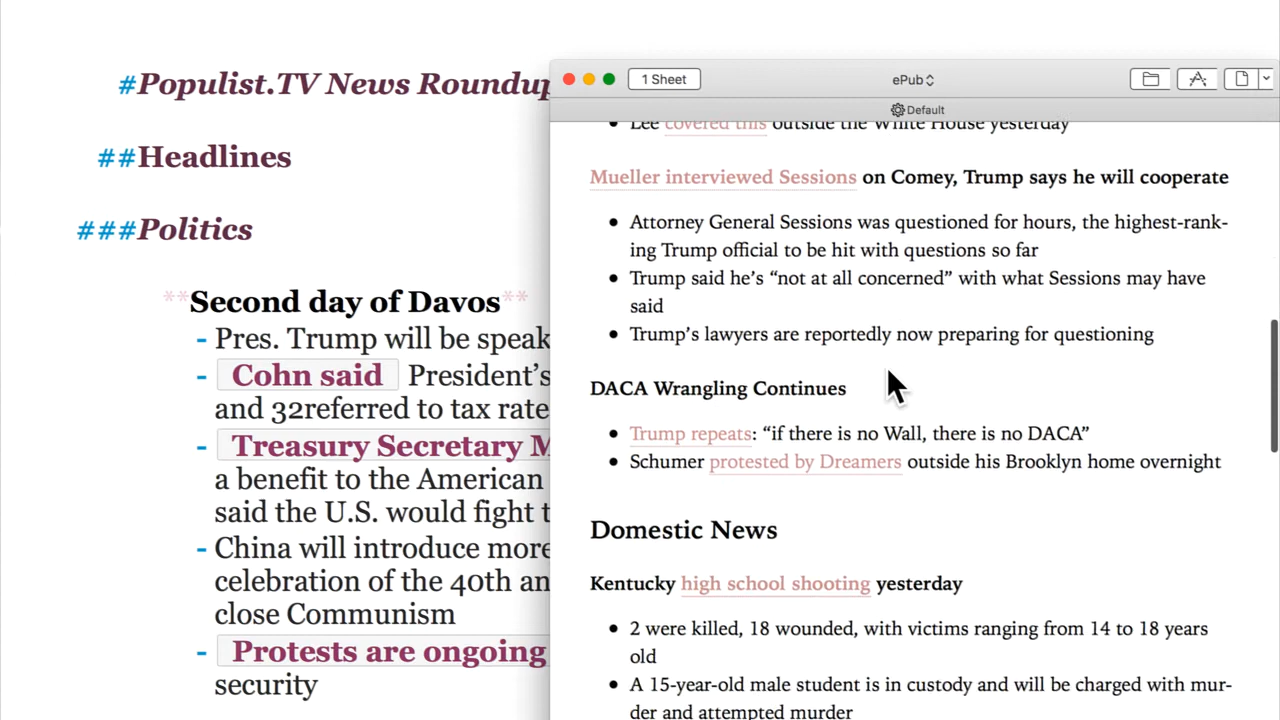 #Populist.TV News Roundup
##Headlines
###Politics
**Second day of Davos**
- Pres. Trump will be speak
- Cohn said President's
and 32referred to tax rate
- Treasury Secretary M
a benefit to the American
said the U.S. would fight t
- China will introduce more
celebration of the 40th an
close Communism
- Protests are ongoing
security
1 Sheet
ePub
Default
• Lee covered this outside the White House yesterday
Mueller interviewed Sessions on Comey, Trump says he will cooperate
• Attorney General Sessions was questioned for hours, the highest-rank-
ing Trump official to be hit with questions so far
• Trump said he's “not at all concerned” with what Sessions may have
said
• Trump's lawyers are reportedly now preparing for questioning
DACA Wrangling Continues
• Trump repeats: “if there is no Wall, there is no DACA”
• Schumer protested by Dreamers outside his Brooklyn home overnight
Domestic News
Kentucky high school shooting yesterday
• 2 were killed, 18 wounded, with victims ranging from 14 to 18 years
old
• A 15-year-old male student is in custody and will be charged with mur-
der and attempted murder